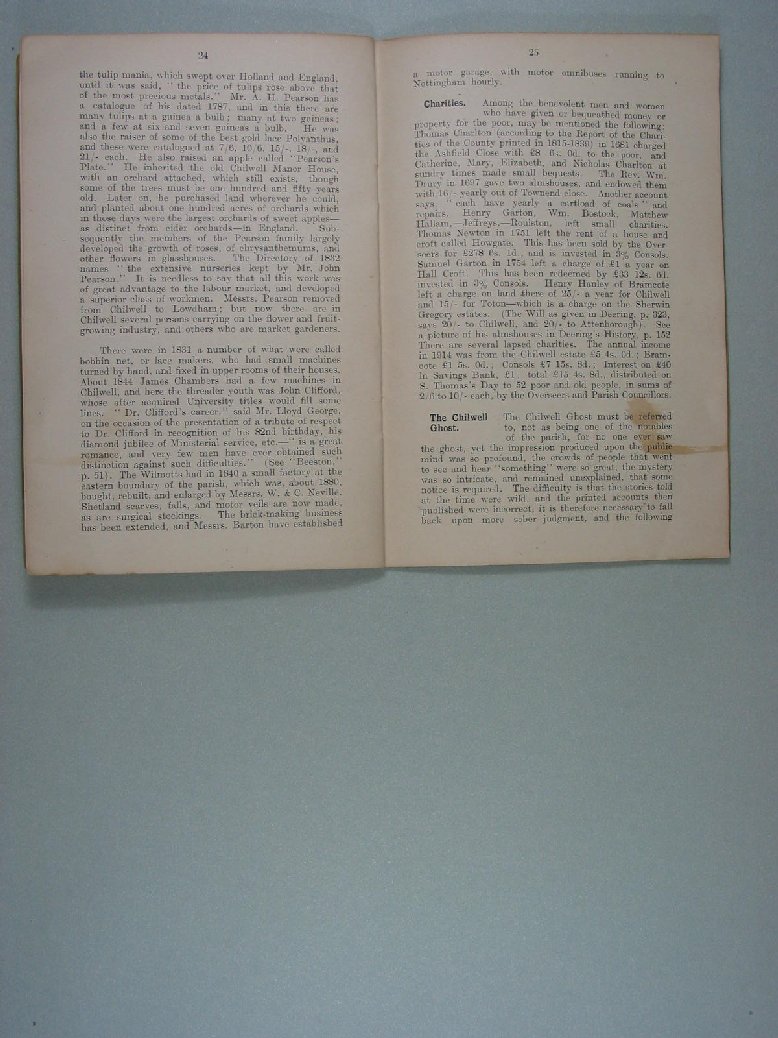 24
the tulip mania, which swept over Holland and England,
until it was said, "the price of tulips rose above that
of the most precious metals." Mr. A. H. Pearson has
a catalogue of his dated 1787, and in this there are
many tulips at a guinea a bulb; many at two guineas;
and a few at six and seven guineas a bulb. He was
also the raiser of some of the best gold lace Polyanthus,
and these were catalogued at 7/6, 10/6, 15/-, 18/-, and
21/- each. He also raised an apple called "Pearson's
Plate." He inherited the old Chilwell Manor House,
with an orchard attached, which still exists, though
some of the trees must be one hundred and fifty years
old. Later on, he purchased land wherever he could,
and planted about one hundred acres of orchards which
in those days were the largest orchards of sweet apples—
as distinct from cider orchards—in England. Sub-
sequently the members of the Pearson family largely
developed the growth of roses, of chrysanthemums, and
other flowers in glasshouses. The Directory of 1832
names "the extensive nurseries kept by Mr. John
Pearson." It is needless to say that all this work was
of great advantage to the labour market, and developed
a superior class of workmen. Messrs. Pearson removed
from Chilwell to Lowdham; but now there are in
Chilwell several persons carrying on the flower and fruit-
growing industry, and others who are market gardeners.
There were in 1831 a number of what were called
bobbin net, or lace makers, who had small machines
turned by hand, and fixed in upper rooms of their houses.
About 1844 James Chambers had a few machines in
Chilwell, and here the threader youth was John Clifford,
whose after acquired University titles would fill some
lines. "Dr. Clifford's career," said Mr. Lloyd George,
on the occasion of the presentation of a tribute of respect
to Dr. Clifford in recognition of his 82nd birthday, his
diamond jubilee of Ministerial service, etc.—"is a great
romance, and very few men have ever obtained such
distinction against such difficulties." (See "Beeston,"
p. 51). The Wilmotts had in 1840 a small factory at the
eastern boundary of the parish, which was, about 1880,
bought, rebuilt, and enlarged by Messrs. W. & C. Neville.
Shetland scarves, falls, and motor veils are now made,
as are surgical stockings. The brick-making business
has been extended, and Messrs. Barton have established
25
a motor garage, with motor omnibuses running to
Nottingham hourly.
Charities. Among the benevolent men and women
who have given or bequeathed money or
property for the poor, may be mentioned the following:
Thomas Charlton (according to the Report of the Chari-
ties of the County printed in 1815-1839) in 1681 charged
the Ashfield Close with £8 6s. 0d. to the poor, and
Catherine, Mary, Elizabeth, and Nicholas Charlton at
sundry times made small bequests. The Rev. Wm.
Drury in 1697 gave two almshouses, and endowed them
with 16/- yearly out of Townend close. Another account
says, "each have yearly a cartload of coals" and
repairs. Henry Garton, Wm. Bostock, Matthew
Hallam,—Jeffreys,—Roulston, left small charities.
Thomas Newton in 1751 left the rent of a house and
croft called Howgate. This has been sold by the Over-
seers for £278 6s. 1d., and is invested in 3% Consols.
Samuel Garton in 1754 left a charge of £1 a year on
Hall Croft. This has been redeemed by £33 12s. 6d.
invested in 3% Consols. Henry Hanley of Bramcote
left a charge on land there of 25/- a year for Chilwell
and 15/- for Toton—which is a charge on the Sherwin
Gregory estates. (The Will as given in Deering, p. 323,
says 20/- to Chilwell, and 20/- to Attenborough). See
a picture of his almshouses in Deering's History, p. 152
There are several lapsed charities. The annual income
in 1914 was from the Chilwell estate £5 4s. 0d.; Bram-
cote £1 5s. 0d.; Consols £7 15s. 8d.; Interest on £40
in Savings Bank, £1: total £15 4s. 8d., distributed on
S. Thomas's Day to 52 poor and old people, in sums of
2/6 to 10/- each, by the Overseers and Parish Councillors.
The Chilwell The Chilwell Ghost must be referred
Ghost. to, not as being one of the notables
of the parish, for no one ever saw
the ghost, yet the impression produced upon the public
mind was so profound, the crowds of people that went
to see and hear "something" were so great, the mystery
was so intricate, and remained unexplained, that some
notice is required. The difficulty is that the stories told
at the time were wild, and the printed accounts then
published were incorrect, it is therefore necessary to fall
back upon more sober judgment, and the following